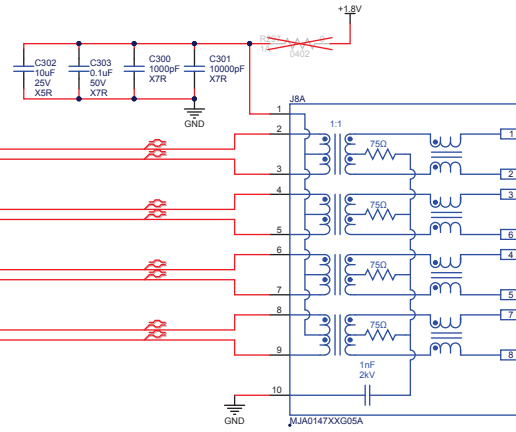 +1.8V
0402
C302
10uF
25V
X5R
C303
0.1uF
50V
X7R
C300
1000pF
X7R
C301
10000pF
X7R
GND
J8A
1
2
3
4
5
6
7
8
9
10
1:1
75Ω
75Ω
75Ω
75Ω
1
2
3
6
4
5
7
8
1nF
2kV
GND
MJA0147XXG05A